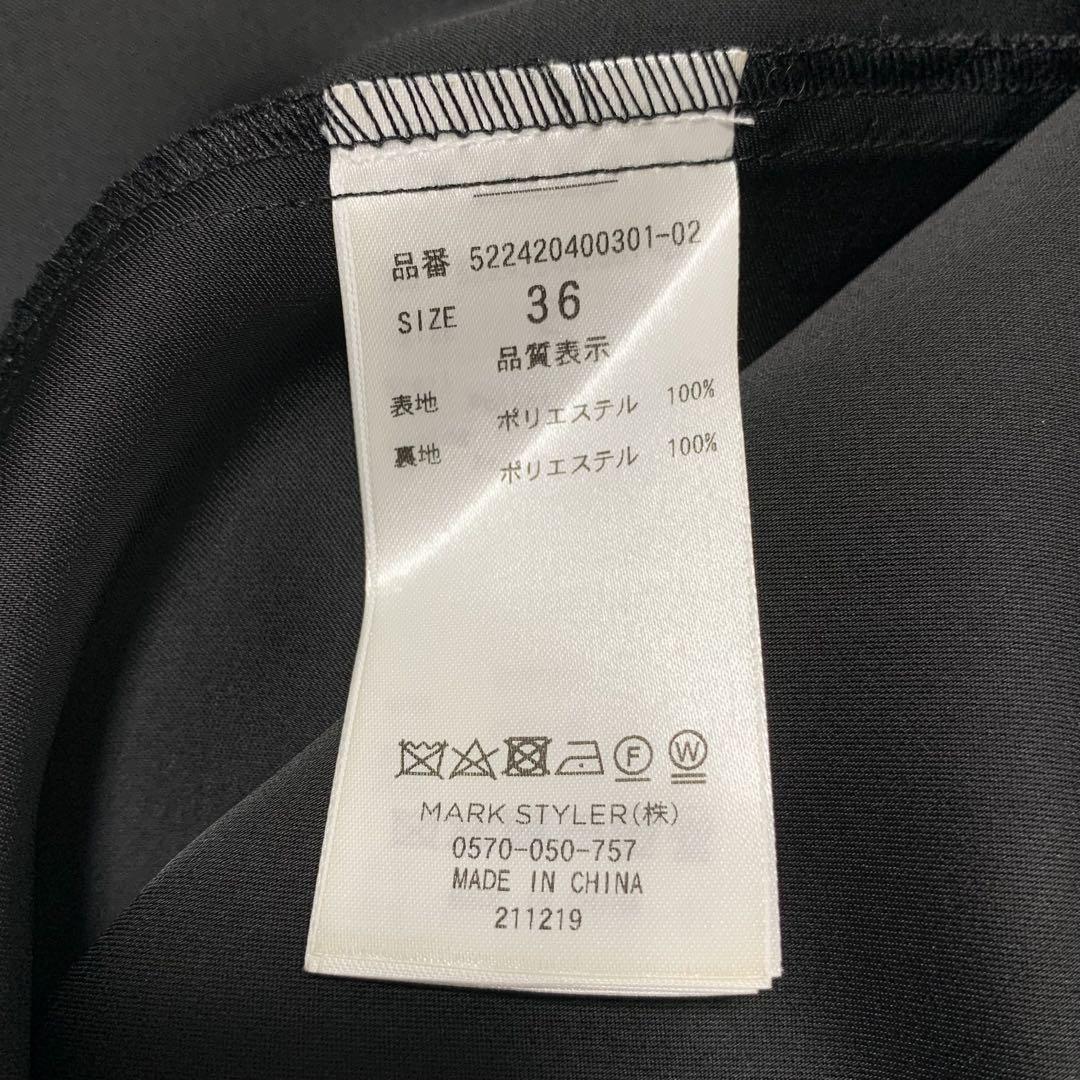 品番 522420400301-02
SIZE 36
品質表示
表地 ポリエステル 100%
裏地 ポリエステル 100%
F W
MARK STYLER(株)
0570-050-757
MADE IN CHINA
211219